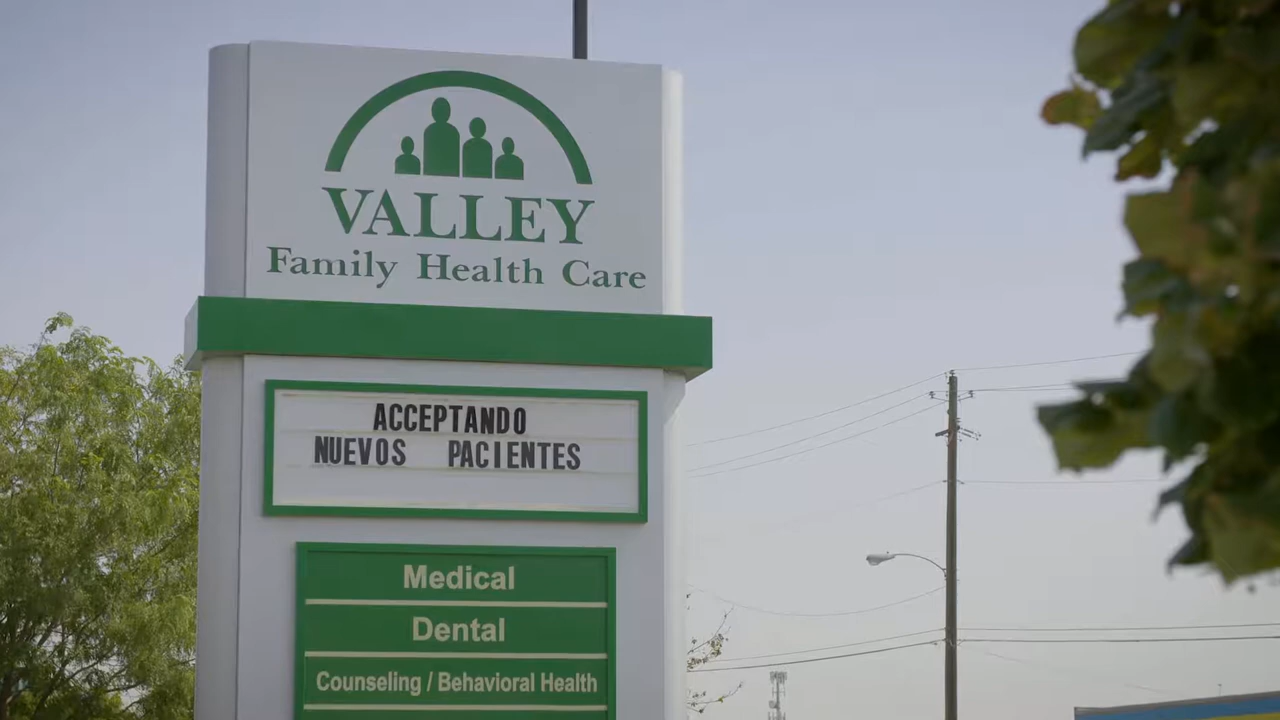 VALLEY
Family Health Care
ACCEPTANDO
NUEVOS PACIENTES
Medical
Dental
Counseling / Behavioral Health